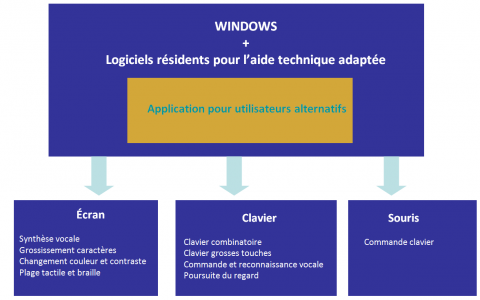 WINDOWS
+
Logiciels résidents pour l'aide technique adaptée
Application pour utilisateurs alternatifs
Écran
Synthèse vocale
Grossissement caractères
Changement couleur et contraste
Plage tactile et braille
Clavier
Clavier combinatoire
Clavier grosses touches
Commande et reconnaissance vocale
Poursuite du regard
Souris
Commande clavier